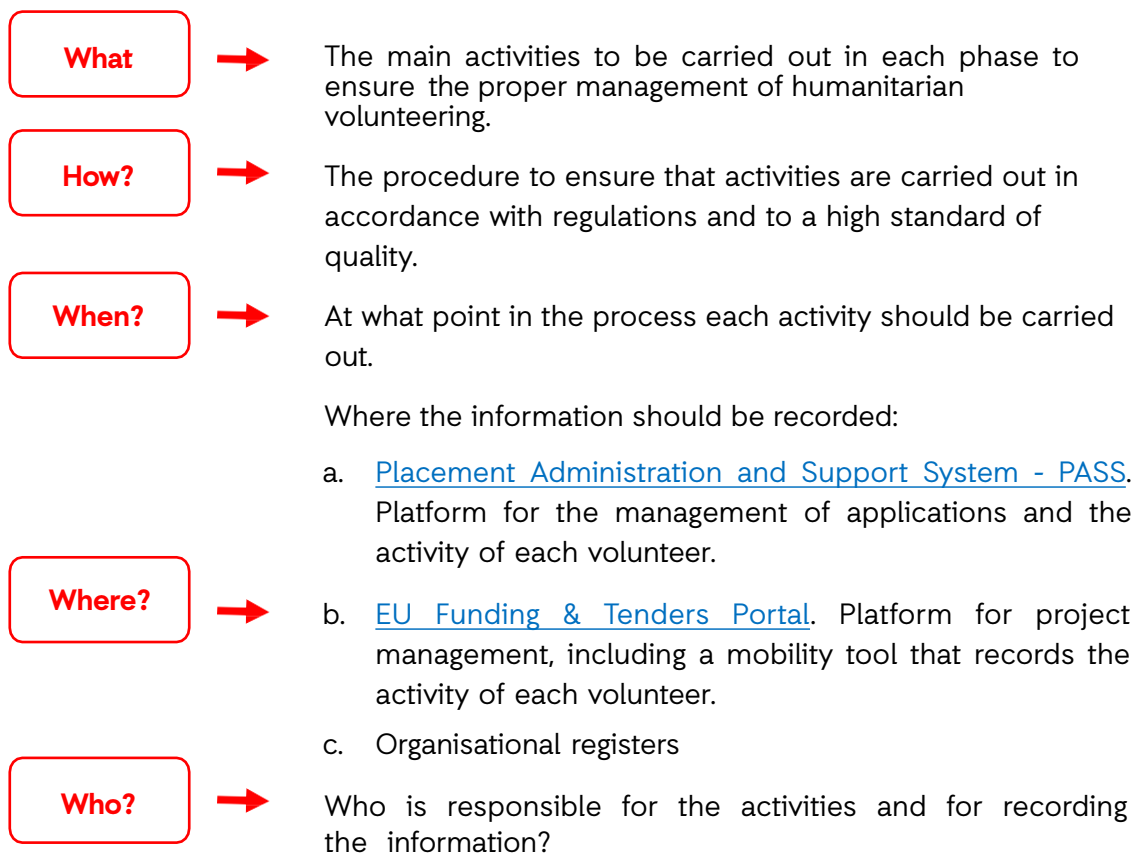 What
The main activities to be carried out in each phase to
ensure the proper management of humanitarian
volunteering.
How?
The procedure to ensure that activities are carried out in
accordance with regulations and to a high standard of
quality.
When?
At what point in the process each activity should be carried
out.
Where?
Where the information should be recorded:
a. Placement Administration and Support System - PASS.
Platform for the management of applications and the
activity of each volunteer.
b. EU Funding & Tenders Portal. Platform for project
management, including a mobility tool that records the
activity of each volunteer.
c. Organisational registers
Who?
Who is responsible for the activities and for recording
the information?